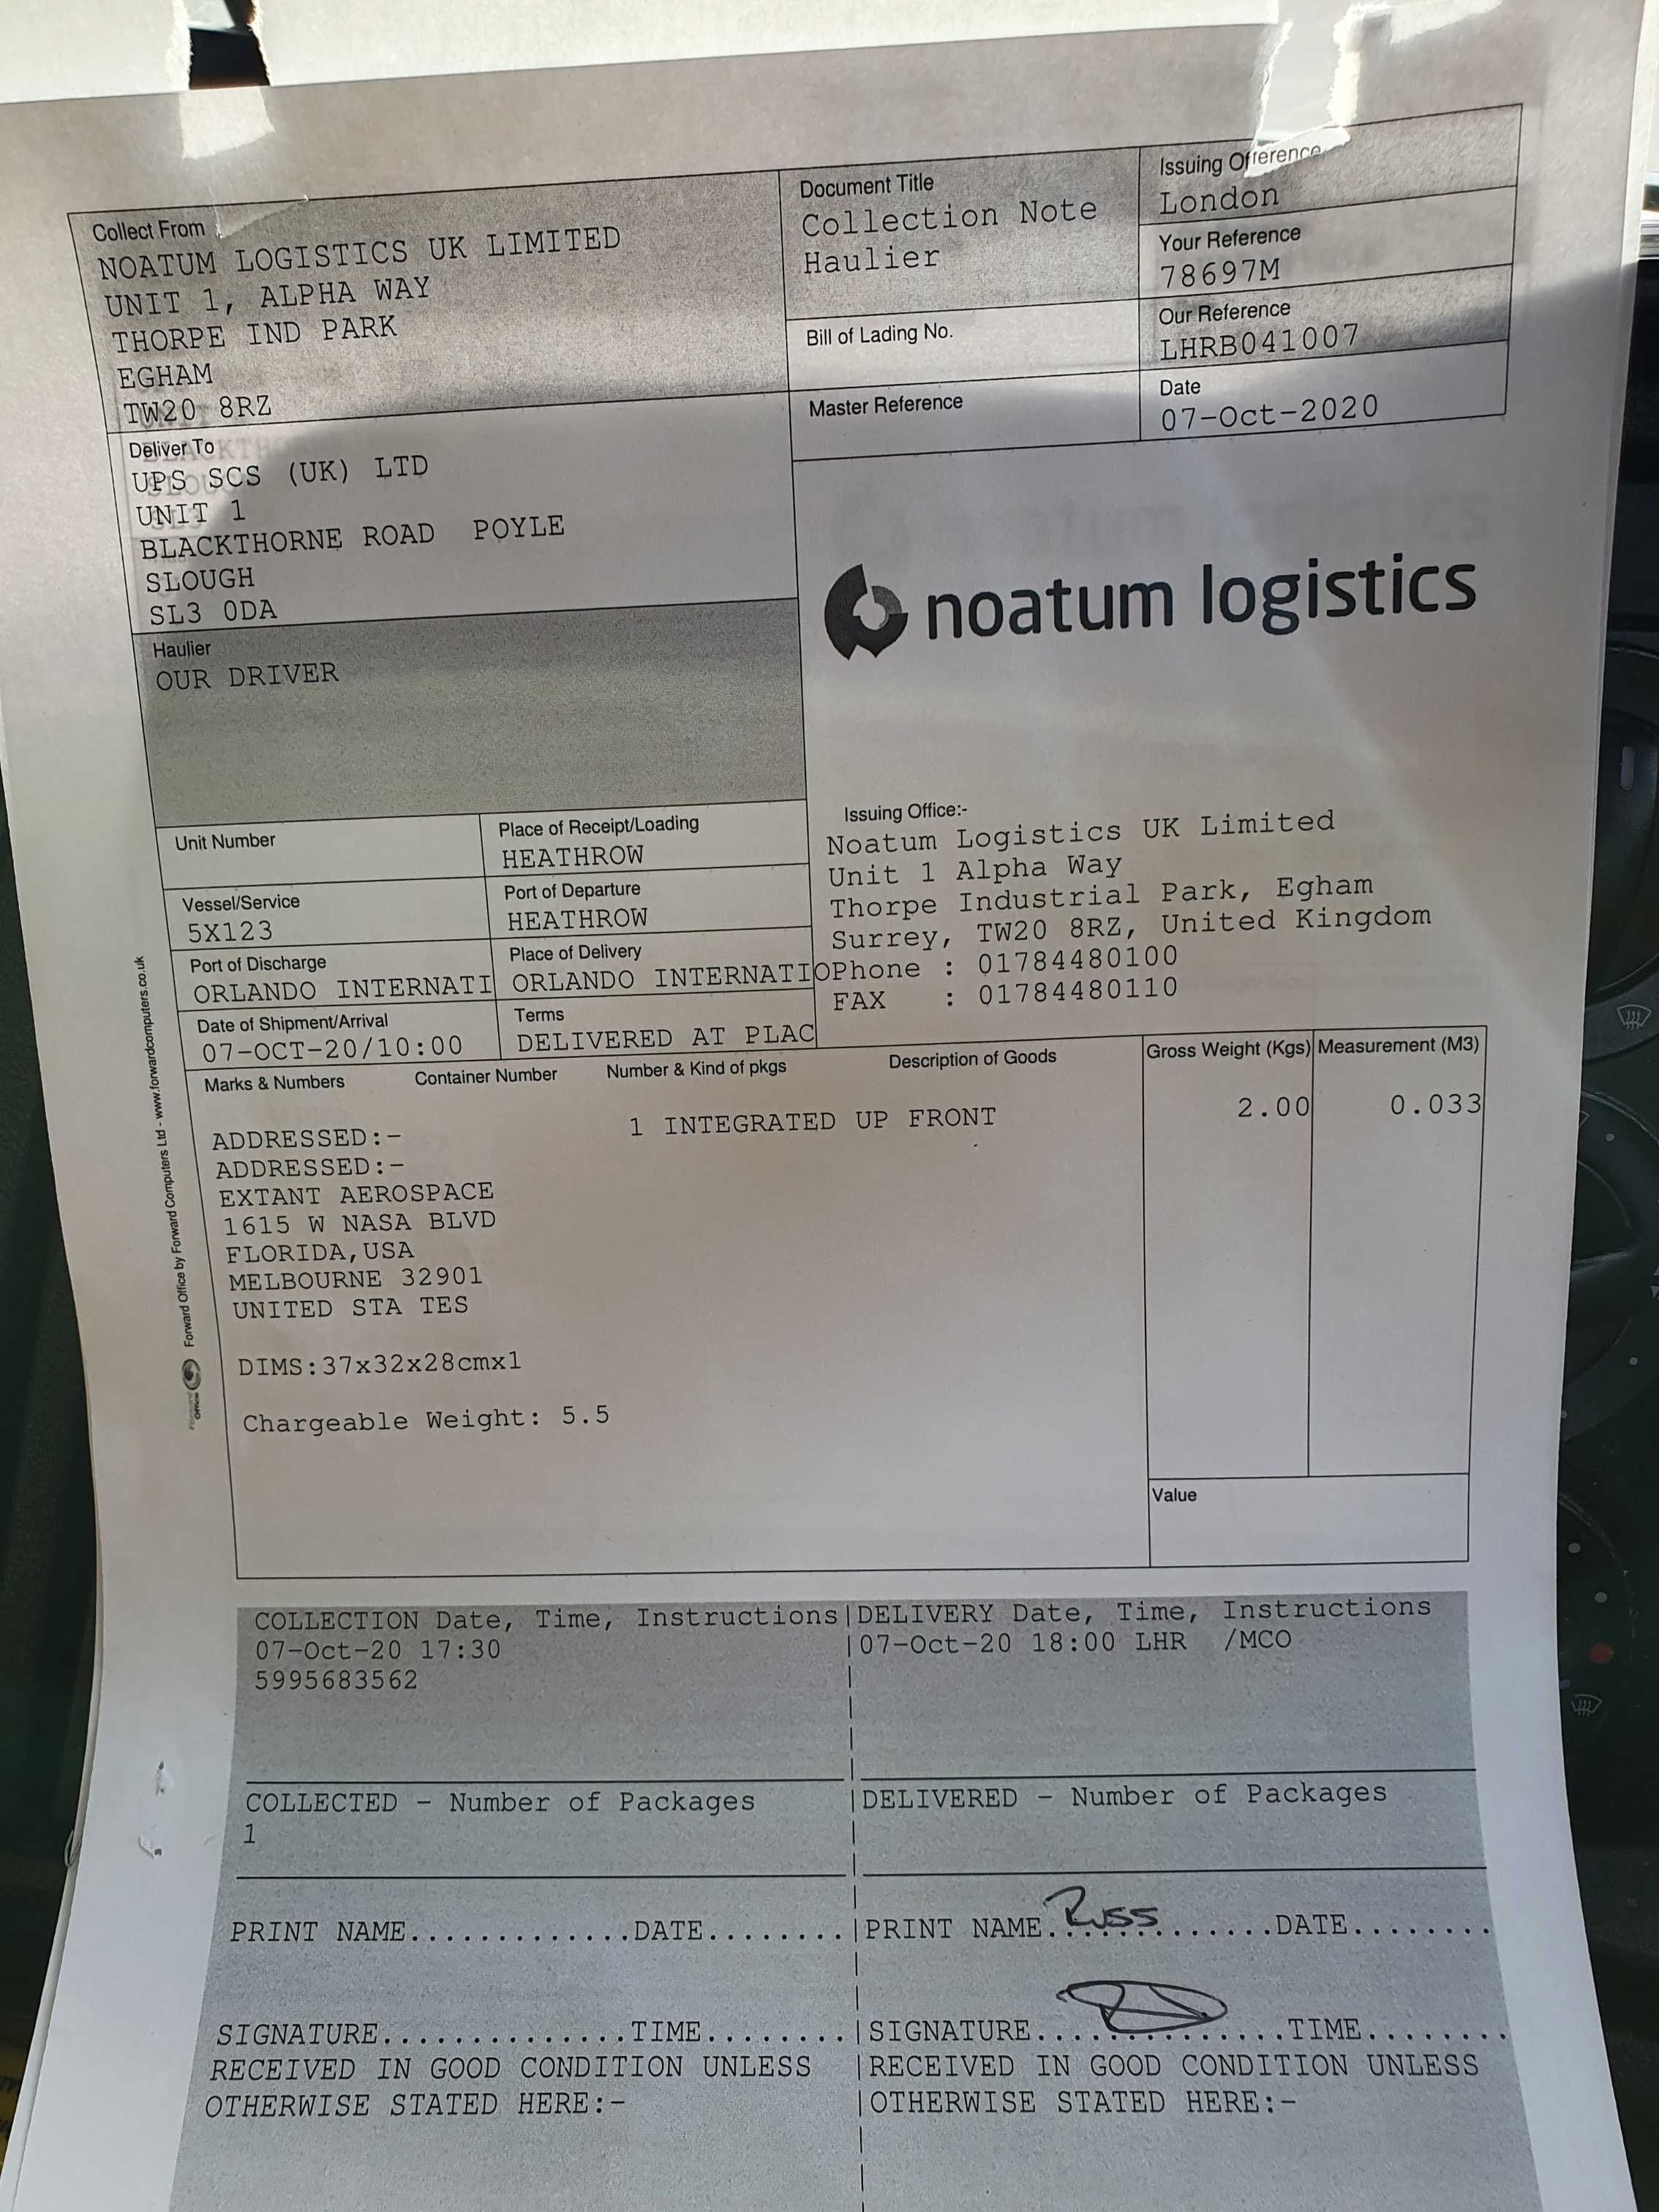 Collect From
NOATUM LOGISTICS UK LIMITED
UNIT 1, ALPHA WAY
THORPE IND PARK
EGHAM
TW20 8RZ
Document Title
Collection Note
Haulier
Issuing Ofference
London
Your Reference
78697M
Bill of Lading No.
Our Reference
LHRB041007
Master Reference
Date
07-Oct-2020
Deliver To
UPS SCS (UK) LTD
UNIT 1
BLACKTHORNE ROAD POYLE
SLOUGH
SL3 0DA
noatum logistics
Haulier
OUR DRIVER
Unit Number
Place of Receipt/Loading
HEATHROW
Vessel/Service
5X123
Port of Departure
HEATHROW
Port of Discharge
ORLANDO INTERNATI
Place of Delivery
ORLANDO INTERNATIO
Date of Shipment/Arrival
07-OCT-20/10:00
Terms
DELIVERED AT PLAC
Issuing Office:-
Noatum Logistics UK Limited
Unit 1 Alpha Way
Thorpe Industrial Park, Egham
Surrey, TW20 8RZ, United Kingdom
Phone : 01784480100
FAX : 01784480110
Marks & Numbers Container Number Number & Kind of pkgs Description of Goods Gross Weight (Kgs) Measurement (M3)
1 INTEGRATED UP FRONT 2.00 0.033
ADDRESSED:-
ADDRESSED:-
EXTANT AEROSPACE
1615 W NASA BLVD
FLORIDA,USA
MELBOURNE 32901
UNITED STA TES
DIMS:37x32x28cmx1
Chargeable Weight: 5.5
Value
Forward Office by Forward Computers Ltd - www.forwardcomputers.co.uk
COLLECTION Date, Time, Instructions|DELIVERY Date, Time, Instructions
07-Oct-20 17:30 |07-Oct-20 18:00 LHR /MCO
5995683562
COLLECTED - Number of Packages |DELIVERED - Number of Packages
1
PRINT NAME.............DATE........|PRINT NAME. Russ .......DATE........
SIGNATURE..............TIME........|SIGNATURE..............TIME........
RECEIVED IN GOOD CONDITION UNLESS |RECEIVED IN GOOD CONDITION UNLESS
OTHERWISE STATED HERE:- |OTHERWISE STATED HERE:-